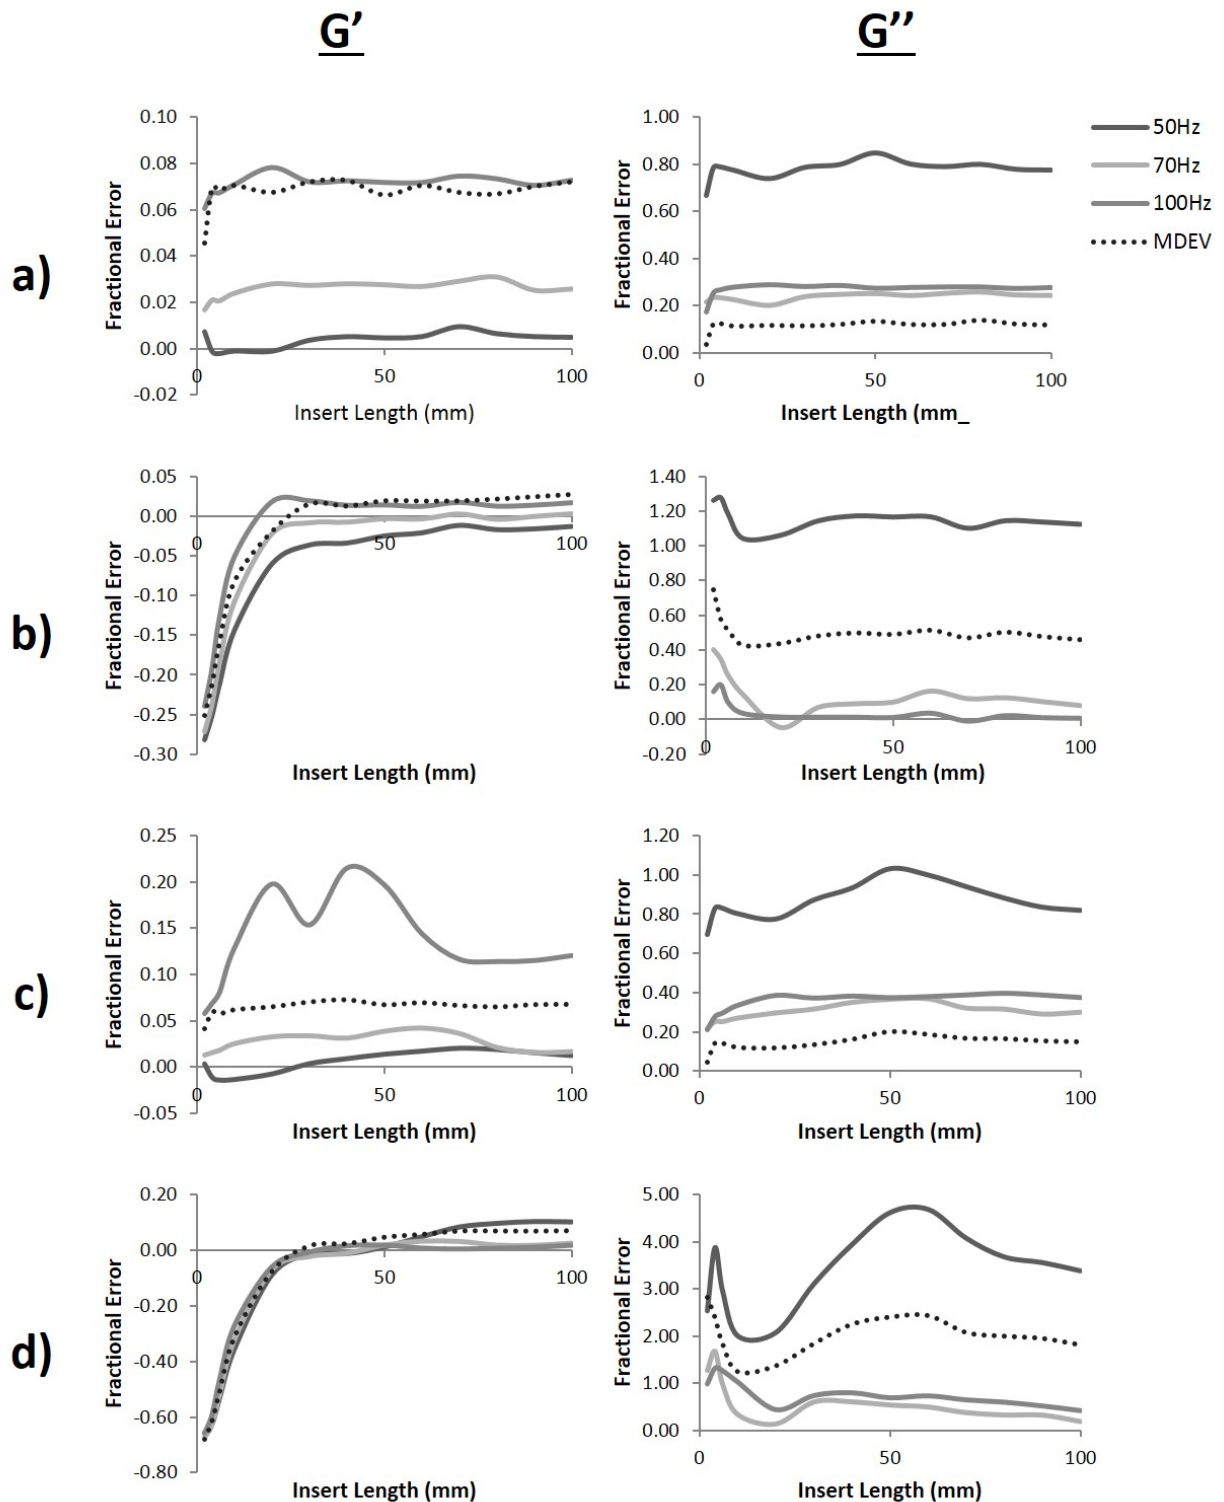 G’ G’’
a)
Fractional Error
0.10
0.08
0.06
0.04
0.02
0.00
-0.02
0 50 100
Insert Length (mm)
Fractional Error
1.00
0.80
0.60
0.40
0.20
0.00
0 50 100
Insert Length (mm_
50Hz
70Hz
100Hz
MDEV
b)
Fractional Error
0.05
0.00
-0.05
-0.10
-0.15
-0.20
-0.25
-0.30
0 50 100
Insert Length (mm)
Fractional Error
1.40
1.20
1.00
0.80
0.60
0.40
0.20
0.00
-0.20
0 50 100
Insert Length (mm)
c)
Fractional Error
0.25
0.20
0.15
0.10
0.05
0.00
-0.05
0 50 100
Insert Length (mm)
Fractional Error
1.20
1.00
0.80
0.60
0.40
0.20
0.00
0 50 100
Insert Length (mm)
d)
Fractional Error
0.20
0.00
-0.20
-0.40
-0.60
-0.80
0 50 100
Insert Length (mm)
Fractional Error
5.00
4.00
3.00
2.00
1.00
0.00
0 50 100
Insert Length (mm)